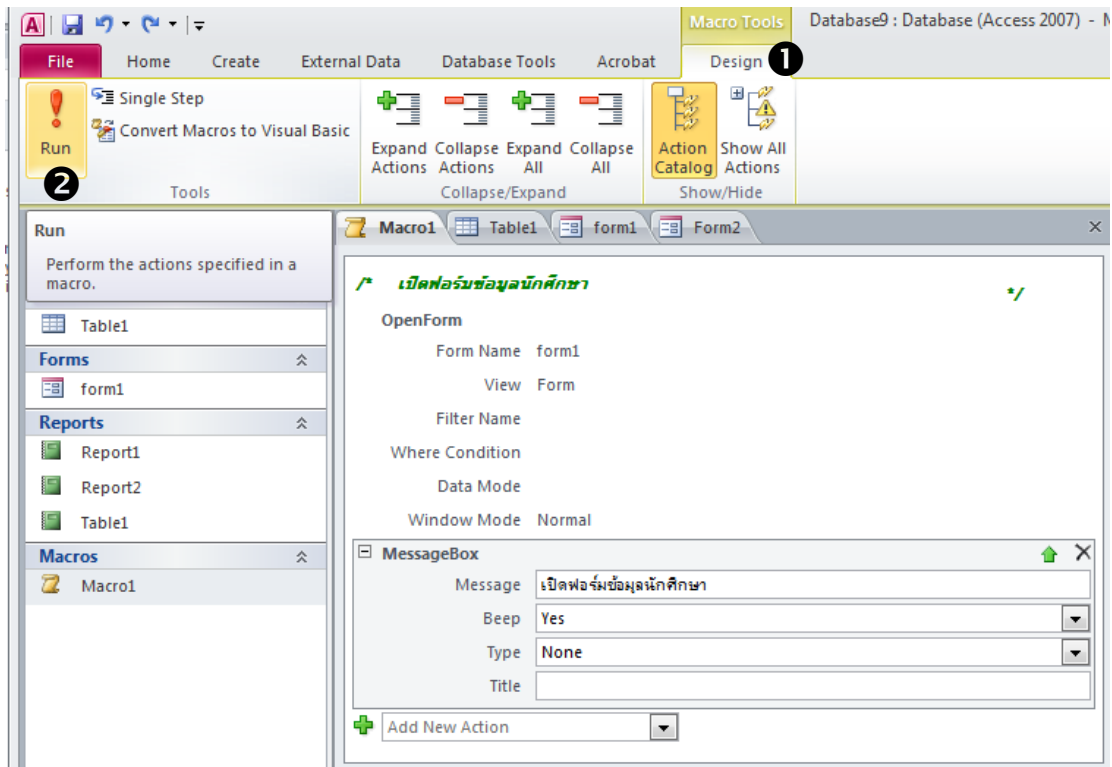 Macro Tools
Database9 : Database (Access 2007) -
File Home Create External Data Database Tools Acrobat Design ❶
Run
Single Step
Convert Macros to Visual Basic
Expand Actions
Collapse Actions
Expand All
Collapse All
Action Catalog
Show All Actions
❷
Tools Collapse/Expand Show/Hide
Run
Perform the actions specified in a
macro.
Table1
Forms
form1
Reports
Report1
Report2
Table1
Macros
Macro1
Macro1 Table1 form1 Form2
/* เปิดฟอร์มข้อมูลนักศึกษา */
OpenForm
Form Name form1
View Form
Filter Name
Where Condition
Data Mode
Window Mode Normal
MessageBox
Message เปิดฟอร์มข้อมูลนักศึกษา
Beep Yes
Type None
Title
Add New Action